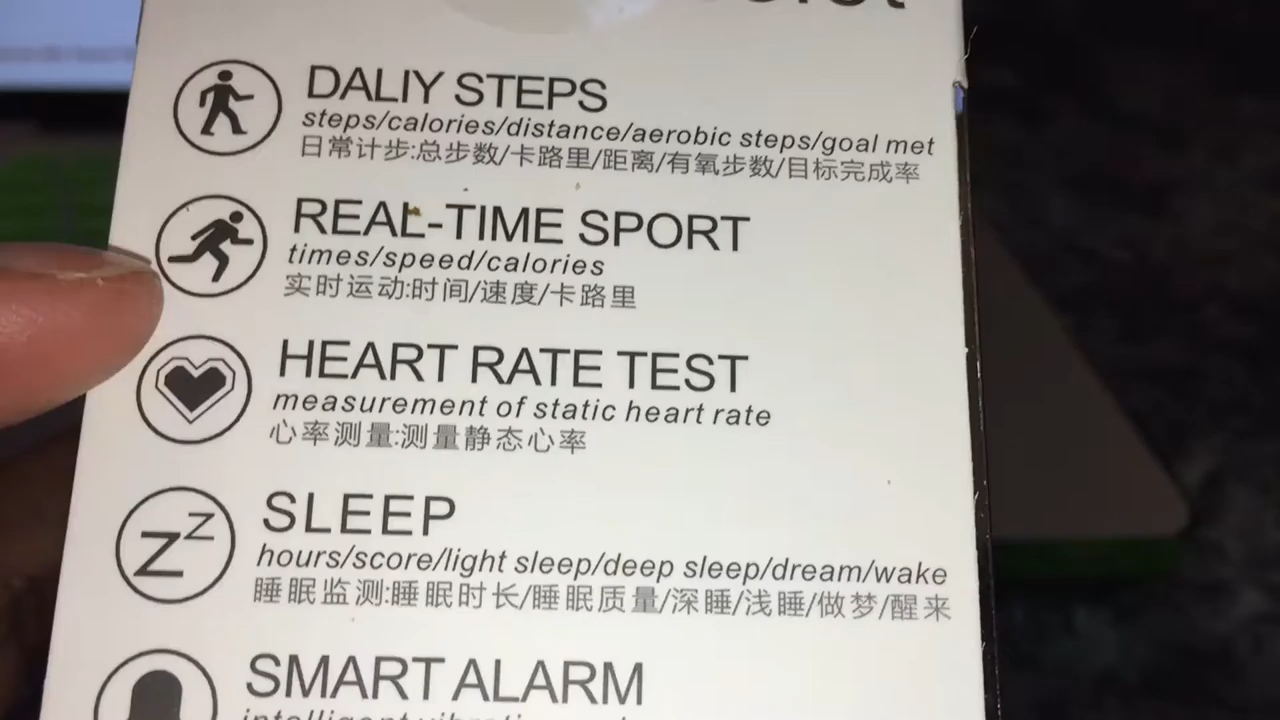 DALIY STEPS
steps/calories/distance/aerobic steps/goal met
日常计步:总步数/卡路里/距离/有氧步数/目标完成率
REAL-TIME SPORT
times/speed/calories
实时运动:时间/速度/卡路里
HEART RATE TEST
measurement of static heart rate
心率测量:测量静态心率
SLEEP
hours/score/light sleep/deep sleep/dream/wake
睡眠监测:睡眠时长/睡眠质量/深睡/浅睡/做梦/醒来
SMART ALARM